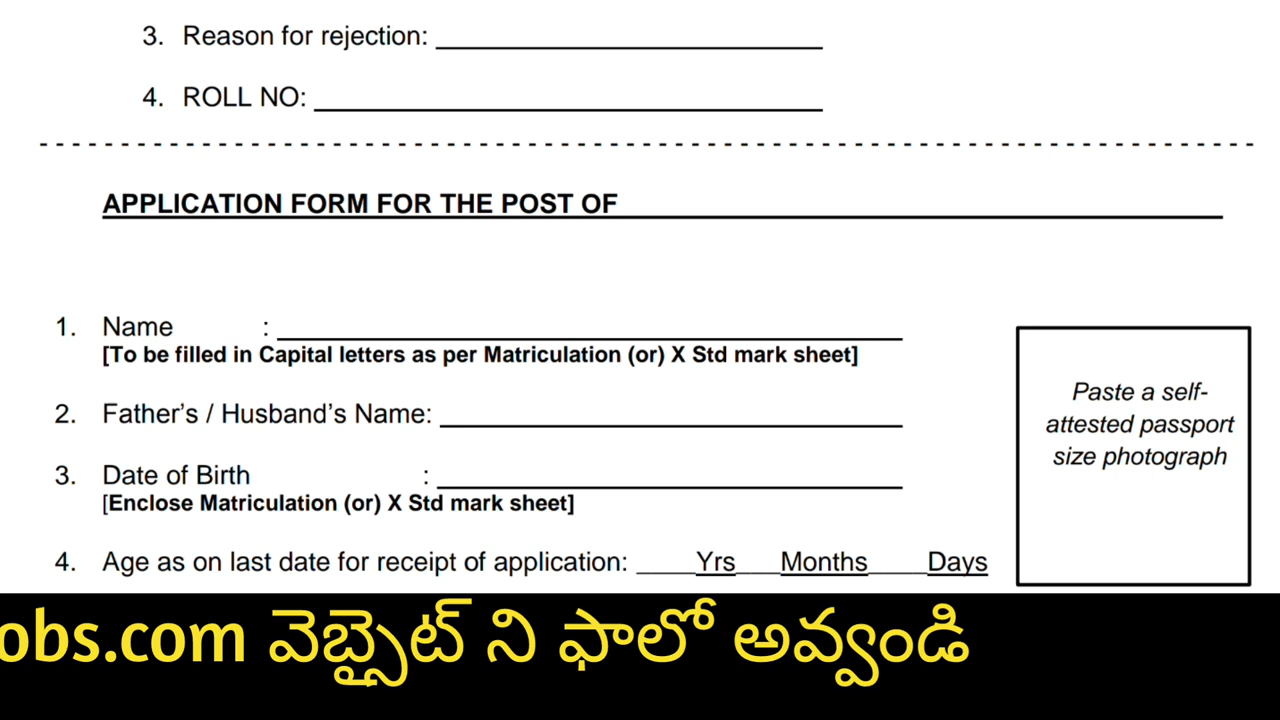 3. Reason for rejection:
4. ROLL NO:
APPLICATION FORM FOR THE POST OF
1. Name :
[To be filled in Capital letters as per Matriculation (or) X Std mark sheet]
2. Father’s / Husband’s Name:
3. Date of Birth :
[Enclose Matriculation (or) X Std mark sheet]
4. Age as on last date for receipt of application: ____Yrs___Months____Days
Paste a self-
attested passport
size photograph
obs.com వెబ్సైట్ ని ఫాలో అవ్వండి